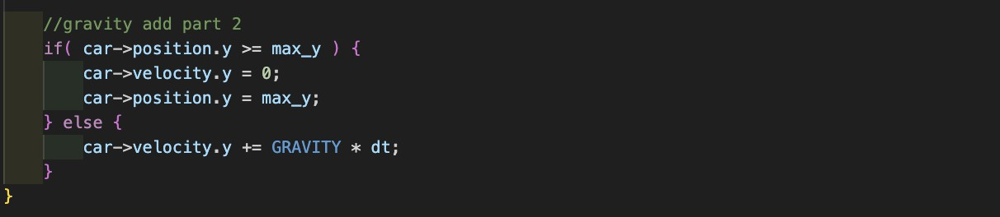 //gravity add part 2
if( car->position.y >= max_y ) {
car->velocity.y = 0;
car->position.y = max_y;
} else {
car->velocity.y += GRAVITY * dt;
}
}